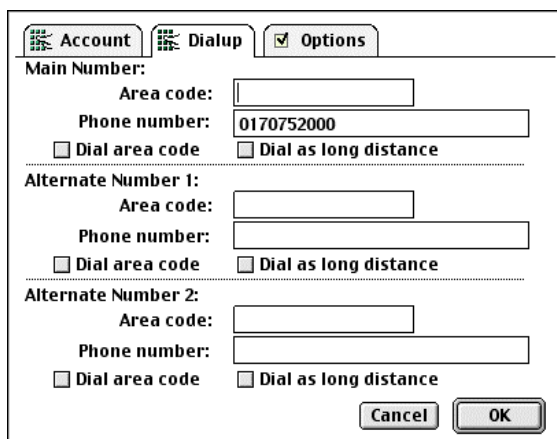 Account Dialup Options
Main Number:
Area code:
Phone number: 0170752000
Dial area code Dial as long distance
Alternate Number 1:
Area code:
Phone number:
Dial area code Dial as long distance
Alternate Number 2:
Area code:
Phone number:
Dial area code Dial as long distance
Cancel OK